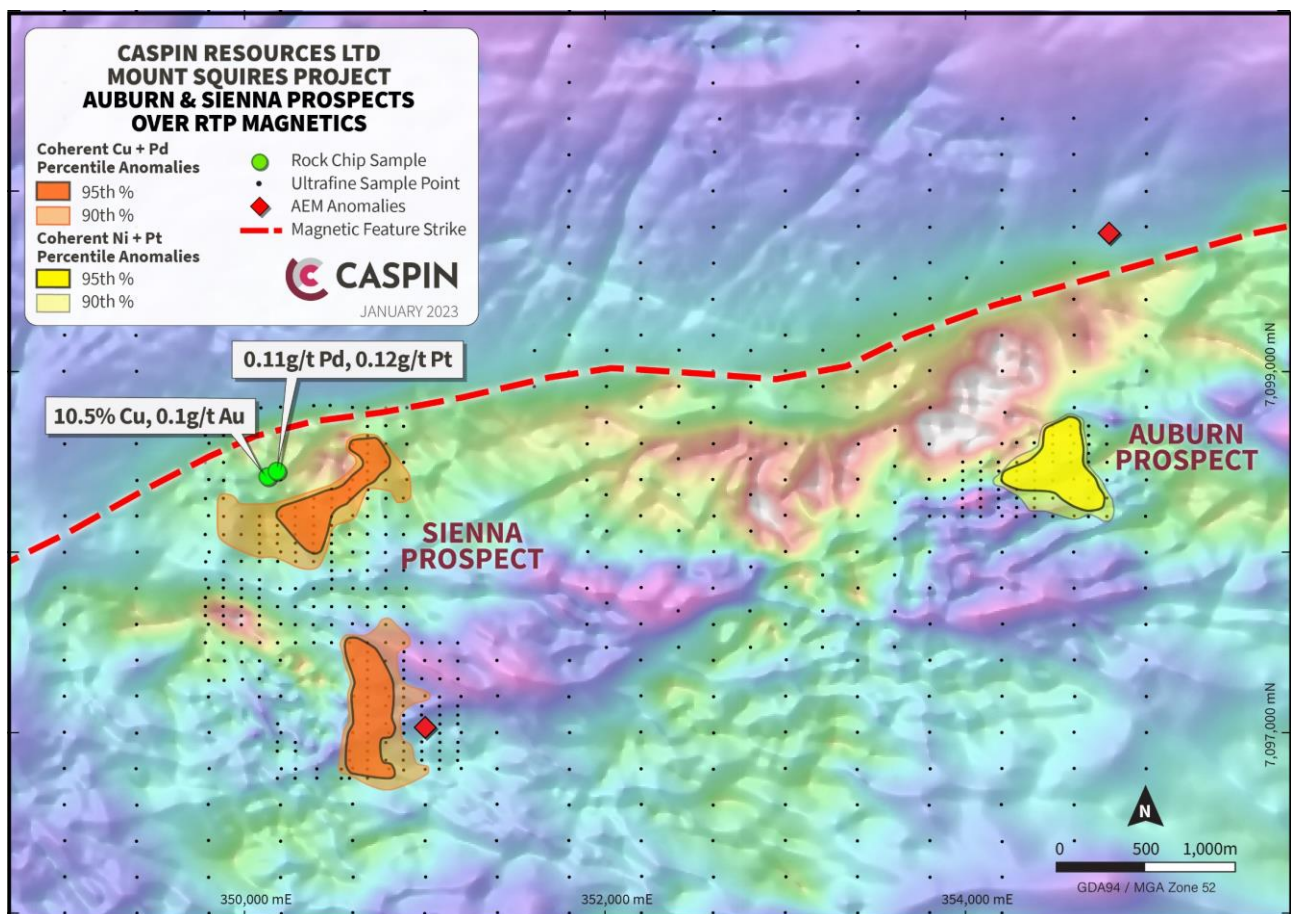 CASPIN RESOURCES LTD
MOUNT SQUIRES PROJECT
AUBURN & SIENNA PROSPECTS
OVER RTP MAGNETICS
Coherent Cu + Pd
Percentile Anomalies
95th %
90th %
Coherent Ni + Pt
Percentile Anomalies
95th %
90th %
Rock Chip Sample
Ultrafine Sample Point
AEM Anomalies
Magnetic Feature Strike
CASPIN
JANUARY 2023
0.11g/t Pd, 0.12g/t Pt
10.5% Cu, 0.1g/t Au
7,099,000 mN
AUBURN
PROSPECT
SIENNA
PROSPECT
7,097,000 mN
N
0 500 1,000m
GDA94 / MGA Zone 52
350,000 mE
352,000 mE
354,000 mE